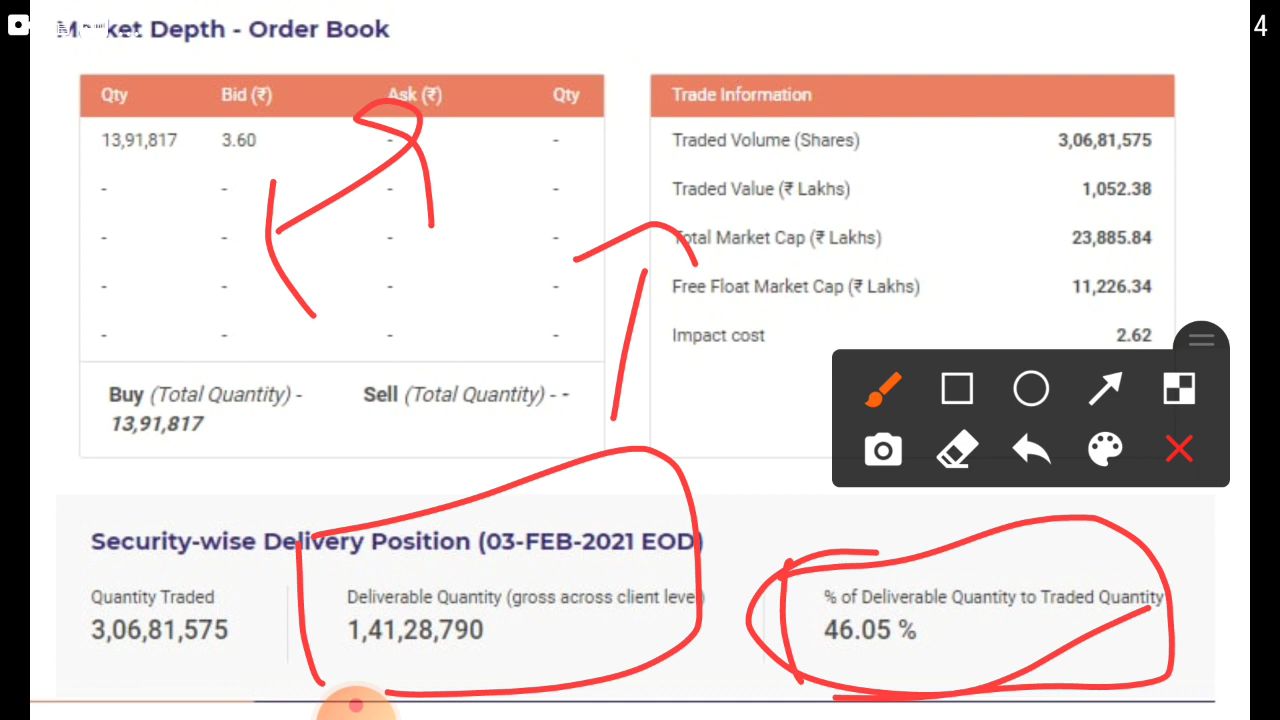 Market Depth - Order Book
4
Qty Bid (₹) Ask (₹) Qty
13,91,817 3.60 - -
- - - -
- - - -
- - - -
- - - -
Buy (Total Quantity) - 13,91,817
Sell (Total Quantity) - -
Trade Information
Traded Volume (Shares) 3,06,81,575
Traded Value (₹ Lakhs) 1,052.38
Total Market Cap (₹ Lakhs) 23,885.84
Free Float Market Cap (₹ Lakhs) 11,226.34
Impact cost 2.62
Security-wise Delivery Position (03-FEB-2021 EOD)
Quantity Traded
3,06,81,575
Deliverable Quantity (gross across client level)
1,41,28,790
% of Deliverable Quantity to Traded Quantity
46.05 %